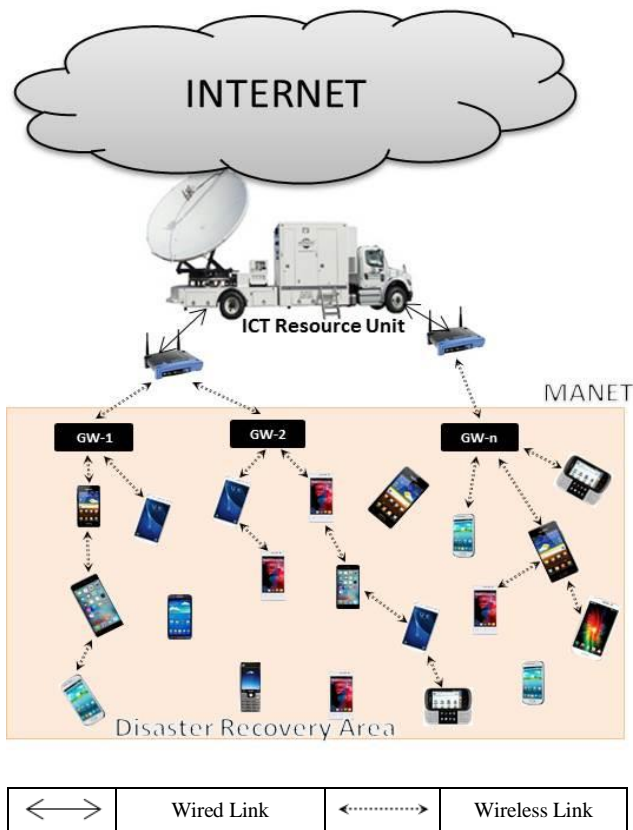 INTERNET
ICT Resource Unit
MANET
GW-1
GW-2
GW-n
Disaster Recovery Area
Wired Link
Wireless Link